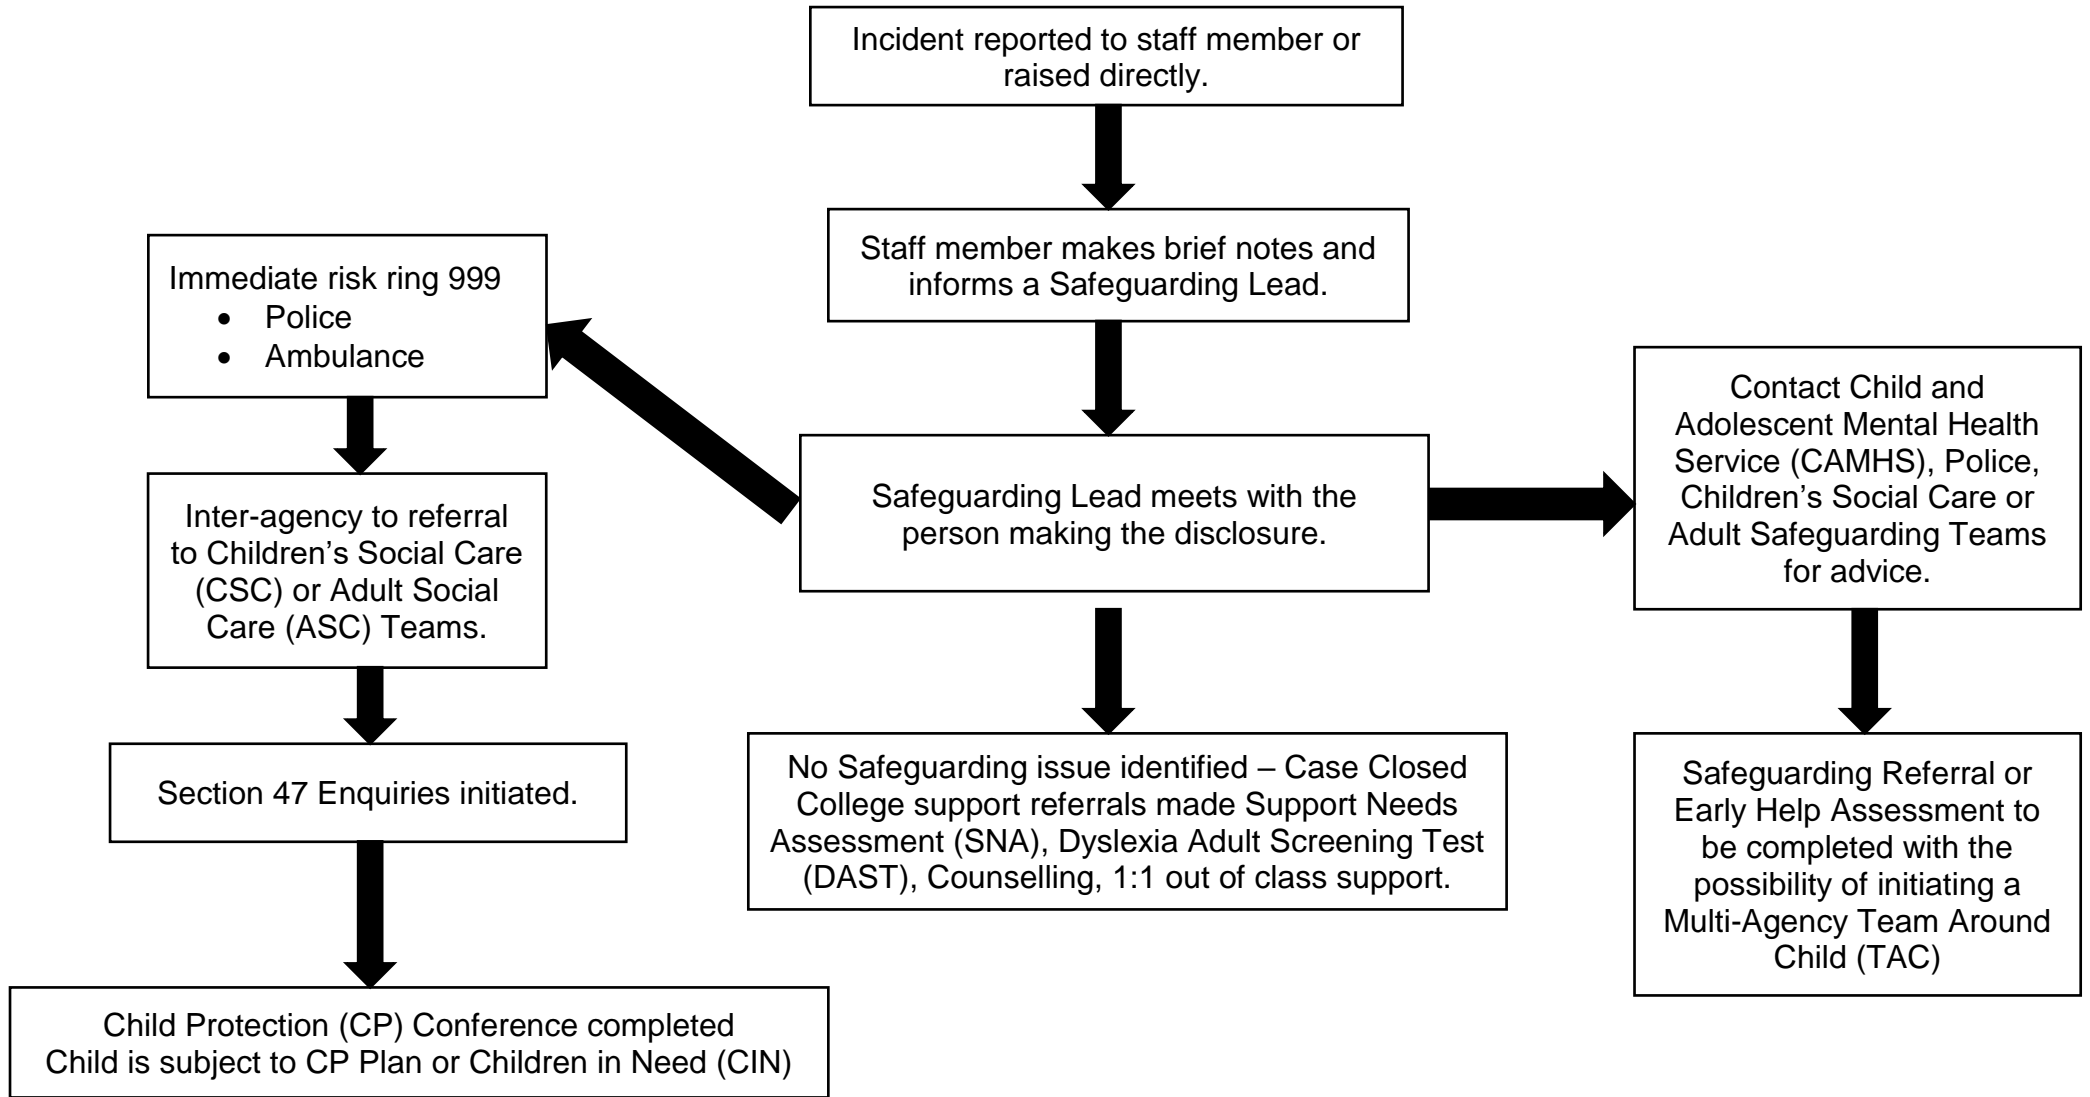 Incident reported to staff member or
raised directly.
Staff member makes brief notes and
informs a Safeguarding Lead.
Immediate risk ring 999
• Police
• Ambulance
Safeguarding Lead meets with the
person making the disclosure.
Contact Child and
Adolescent Mental Health
Service (CAMHS), Police,
Children’s Social Care or
Adult Safeguarding Teams
for advice.
Inter-agency to referral
to Children’s Social Care
(CSC) or Adult Social
Care (ASC) Teams.
Section 47 Enquiries initiated.
No Safeguarding issue identified – Case Closed
College support referrals made Support Needs
Assessment (SNA), Dyslexia Adult Screening Test
(DAST), Counselling, 1:1 out of class support.
Safeguarding Referral or
Early Help Assessment to
be completed with the
possibility of initiating a
Multi-Agency Team Around
Child (TAC)
Child Protection (CP) Conference completed
Child is subject to CP Plan or Children in Need (CIN)